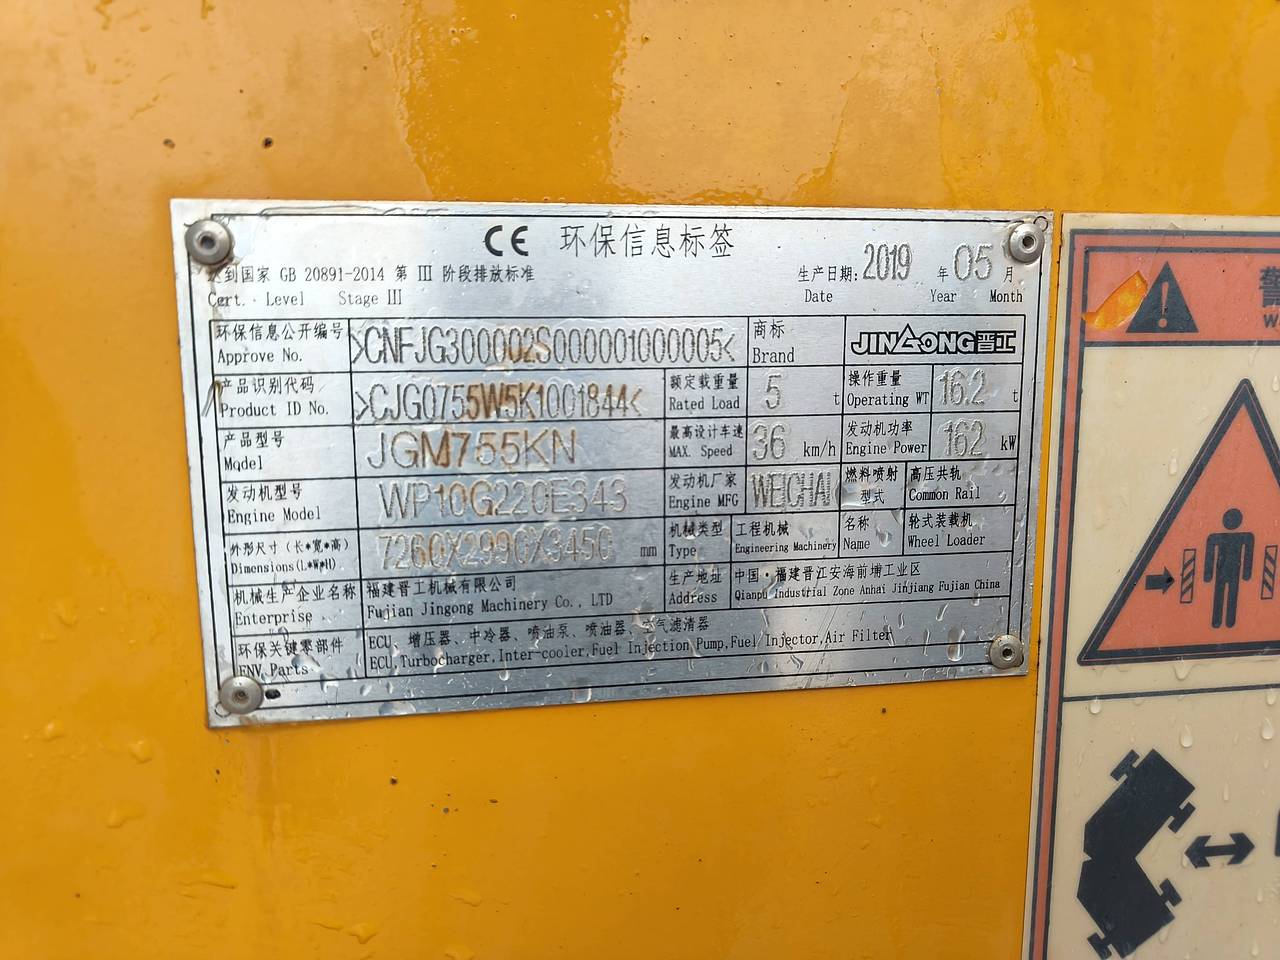 CE 环保信息标签
达到国家 GB 20891-2014 第 III 阶段排放标准 生产日期: 2019 年 05 月
Cert. Level Stage III Date Year Month
环保信息公开编号 >CNFJG300002S000001000005< 商标 JINGONG晋工
Approve No. Brand
产品识别代码 >CJG0755W5K1001844< 额定载重量 5 t 操作重量 16.2 t
Product ID No. Rated Load Operating WT
产品型号 JGM755KN 最高设计车速 36 km/h 发动机功率 162 kW
Model MAX. Speed Engine Power
发动机型号 WP10G220E343 发动机厂家 WEICHAI 燃料喷射 高压共轨
Engine Model Engine MFG 型式 Common Rail
外形尺寸(长*宽*高) 7260X2990X3450 mm 机械类型 工程机械 名称 轮式装载机
Dimensions(L*W*H) Type Engineering Machinery Name Wheel Loader
机械生产企业名称 福建晋工机械有限公司 生产地址 中国·福建晋江安海前埔工业区
Enterprise Fujian Jingong Machinery Co., LTD Address Qianpu Industrial Zone Anhai Jinjiang Fujian China
环保关键零部件 ECU、增压器、中冷器、喷油泵、喷油器、空气滤清器
ENV Parts ECU,Turbocharger,Inter-cooler,Fuel Injection Pump,Fuel Injector,Air Filter